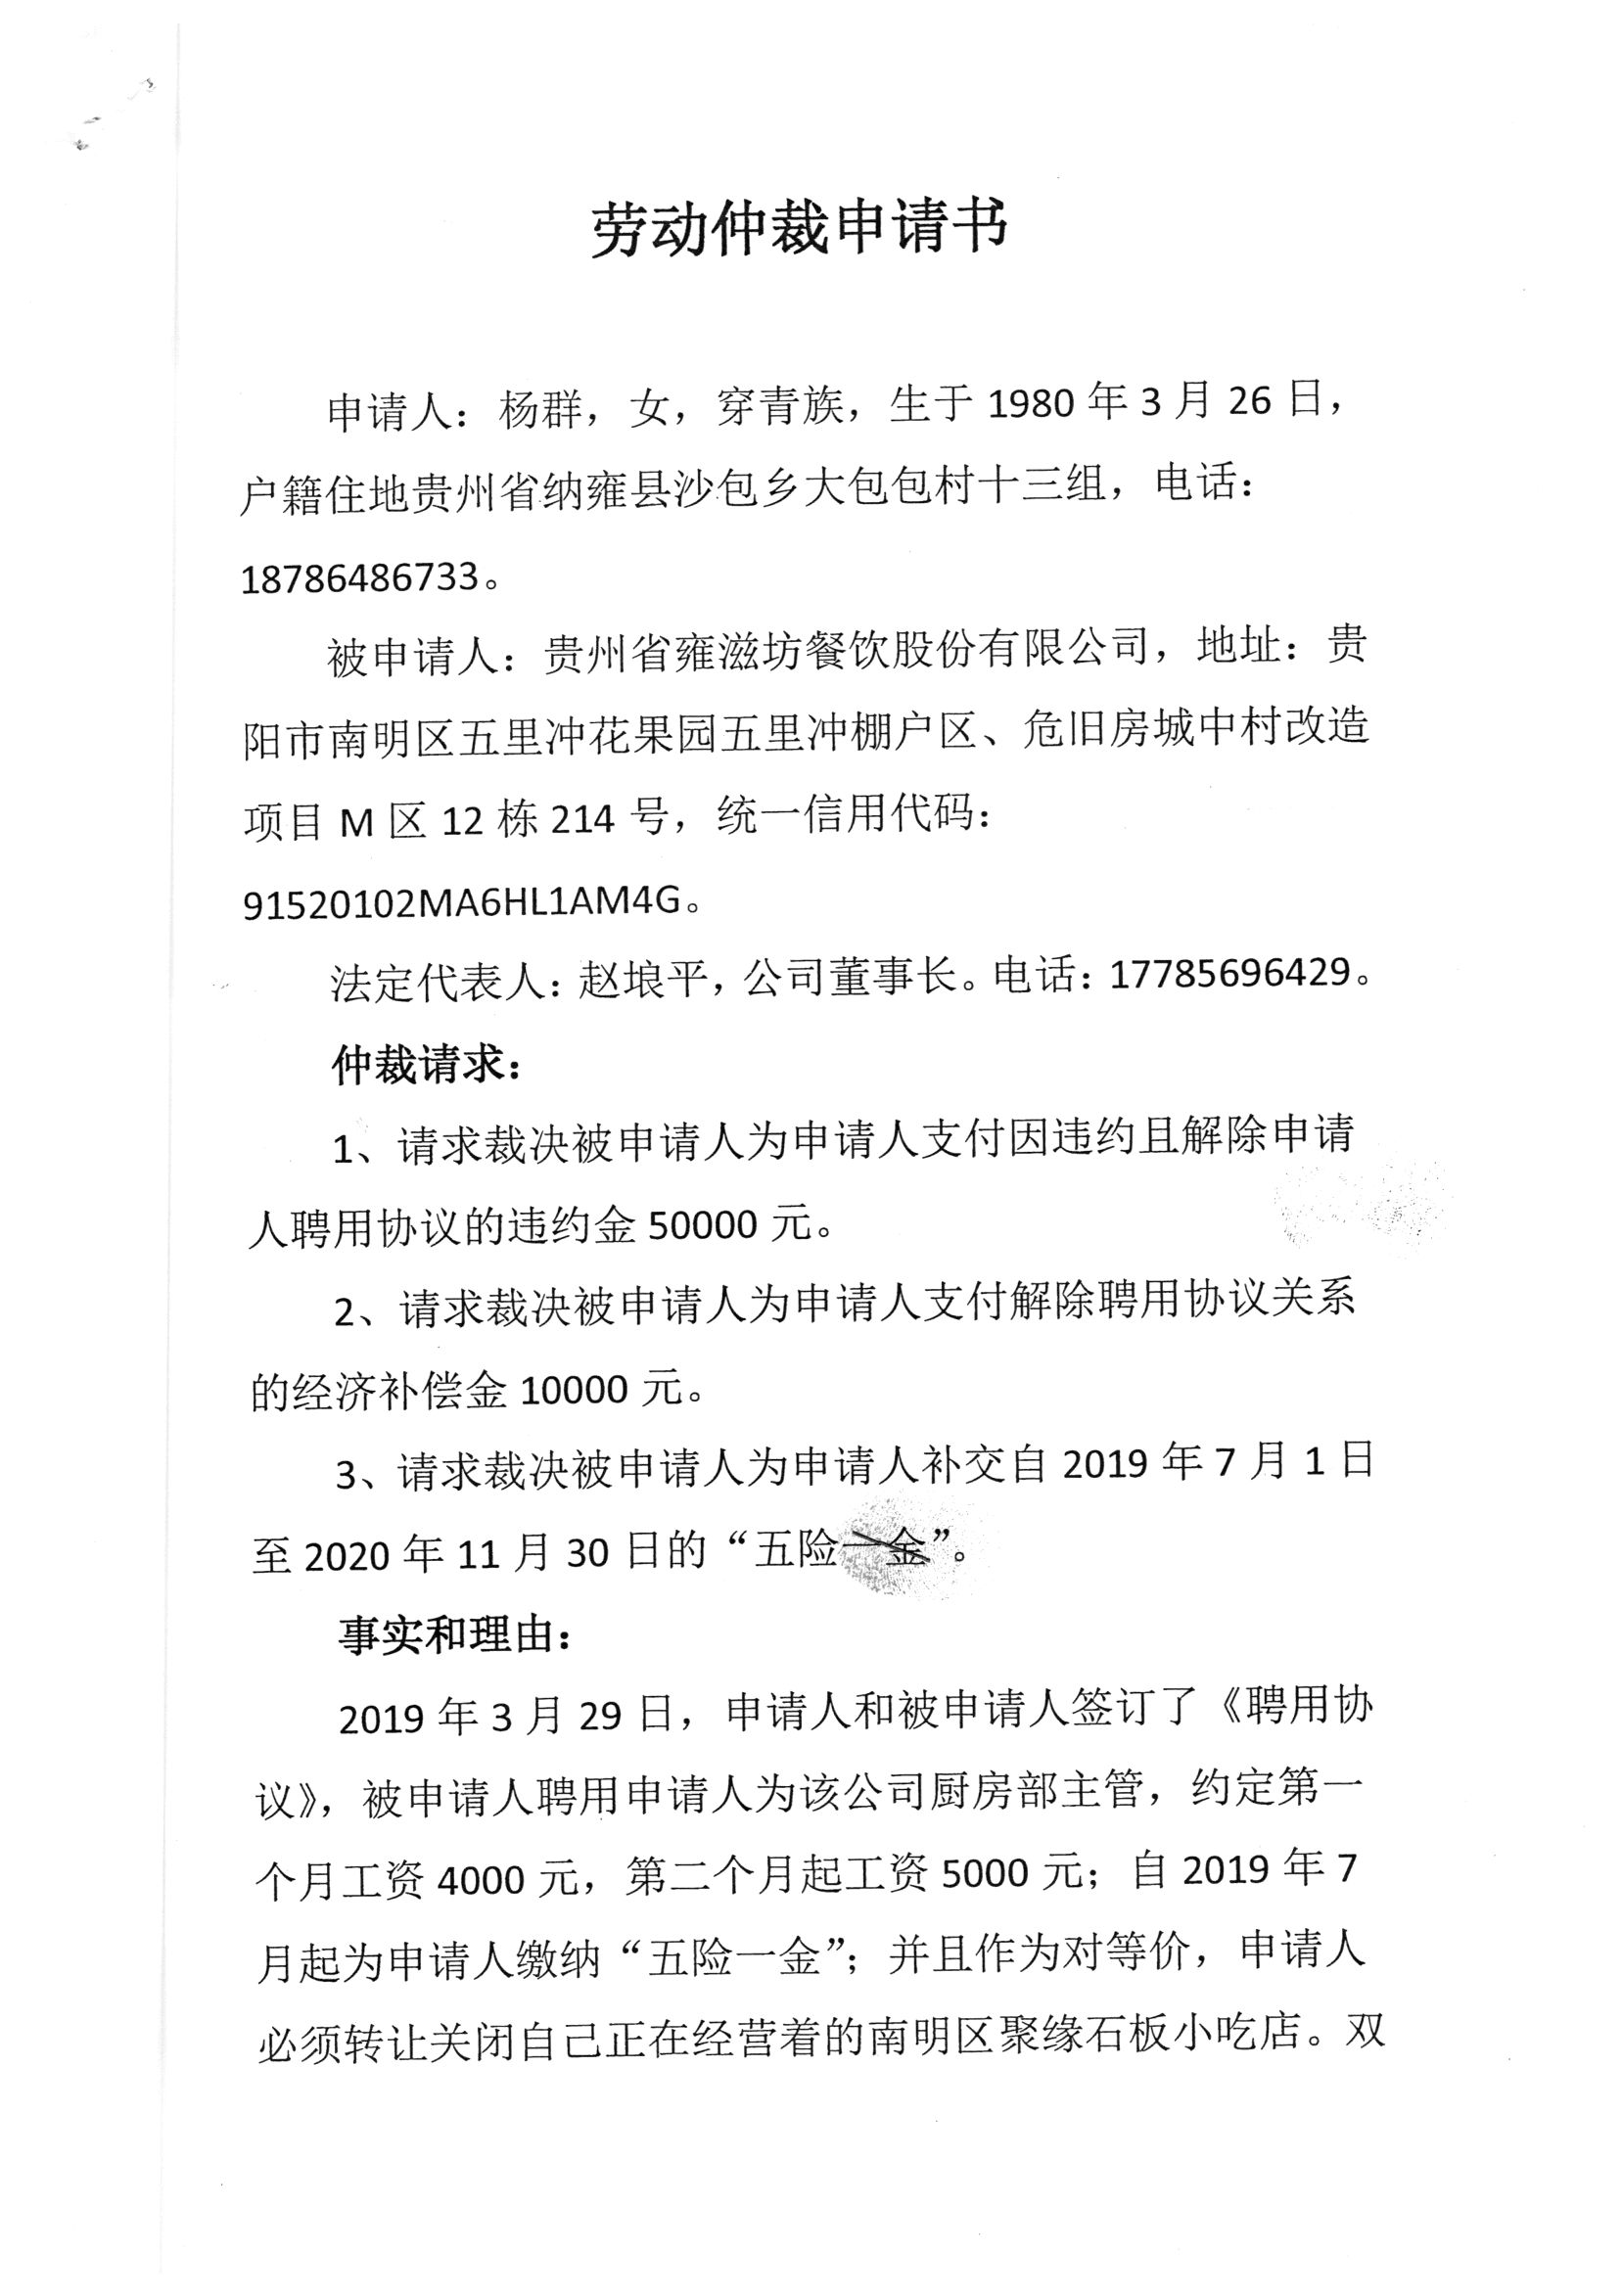 劳动仲裁申请书
申请人：杨群，女，穿青族，生于 1980 年 3 月 26 日，
户籍住地贵州省纳雍县沙包乡大包包村十三组，电话：
18786486733。
被申请人：贵州省雍滋坊餐饮股份有限公司，地址：贵
阳市南明区五里冲花果园五里冲棚户区、危旧房城中村改造
项目 M 区 12 栋 214 号，统一信用代码：
91520102MA6HL1AM4G。
法定代表人：赵埌平，公司董事长。电话：17785696429。
仲裁请求：
1、请求裁决被申请人为申请人支付因违约且解除申请
人聘用协议的违约金 50000 元。
2、请求裁决被申请人为申请人支付解除聘用协议关系
的经济补偿金 10000 元。
3、请求裁决被申请人为申请人补交自 2019 年 7 月 1 日
至 2020 年 11 月 30 日的“五险一金”。
事实和理由：
2019 年 3 月 29 日，申请人和被申请人签订了《聘用协
议》，被申请人聘用申请人为该公司厨房部主管，约定第一
个月工资 4000 元，第二个月起工资 5000 元；自 2019 年 7
月起为申请人缴纳“五险一金”；并且作为对等价，申请人
必须转让关闭自己正在经营着的南明区聚缘石板小吃店。双